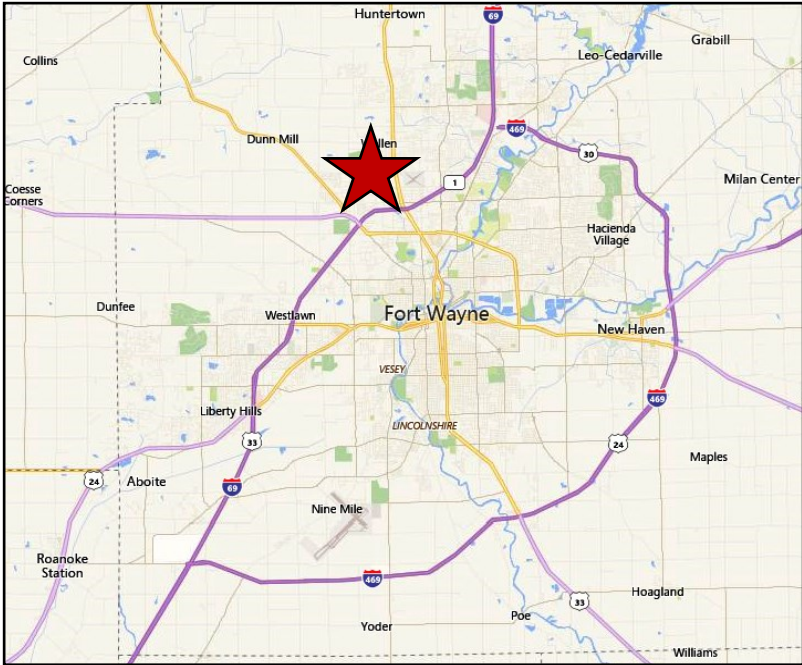 Huntertown
69
Grabill
Leo-Cedarville
Collins
469
Dunn Mill
30
1
Milan Center
Coesse
Corners
Hacienda
Village
Dunfee
Westlawn
Fort Wayne
New Haven
VESEY
469
Liberty Hills
LINCOLNSHIRE
33
24
Maples
24
Aboite
69
Nine Mile
Roanoke
Station
469
Hoagland
33
Poe
Yoder
Williams